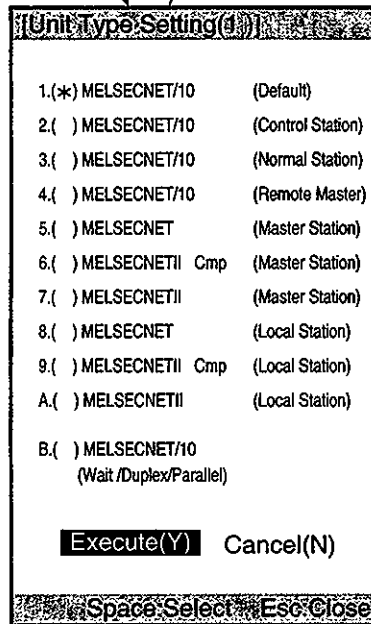 [Unit Type Setting(1)]
1.(*) MELSECNET/10 (Default)
2.( ) MELSECNET/10 (Control Station)
3.( ) MELSECNET/10 (Normal Station)
4.( ) MELSECNET/10 (Remote Master)
5.( ) MELSECNET (Master Station)
6.( ) MELSECNETII Cmp (Master Station)
7.( ) MELSECNETII (Master Station)
8.( ) MELSECNET (Local Station)
9.( ) MELSECNETII Cmp (Local Station)
A.( ) MELSECNETII (Local Station)
B.( ) MELSECNET/10
(Wait /Duplex/Parallel)
Execute(Y) Cancel(N)
Space:Select Esc:Close